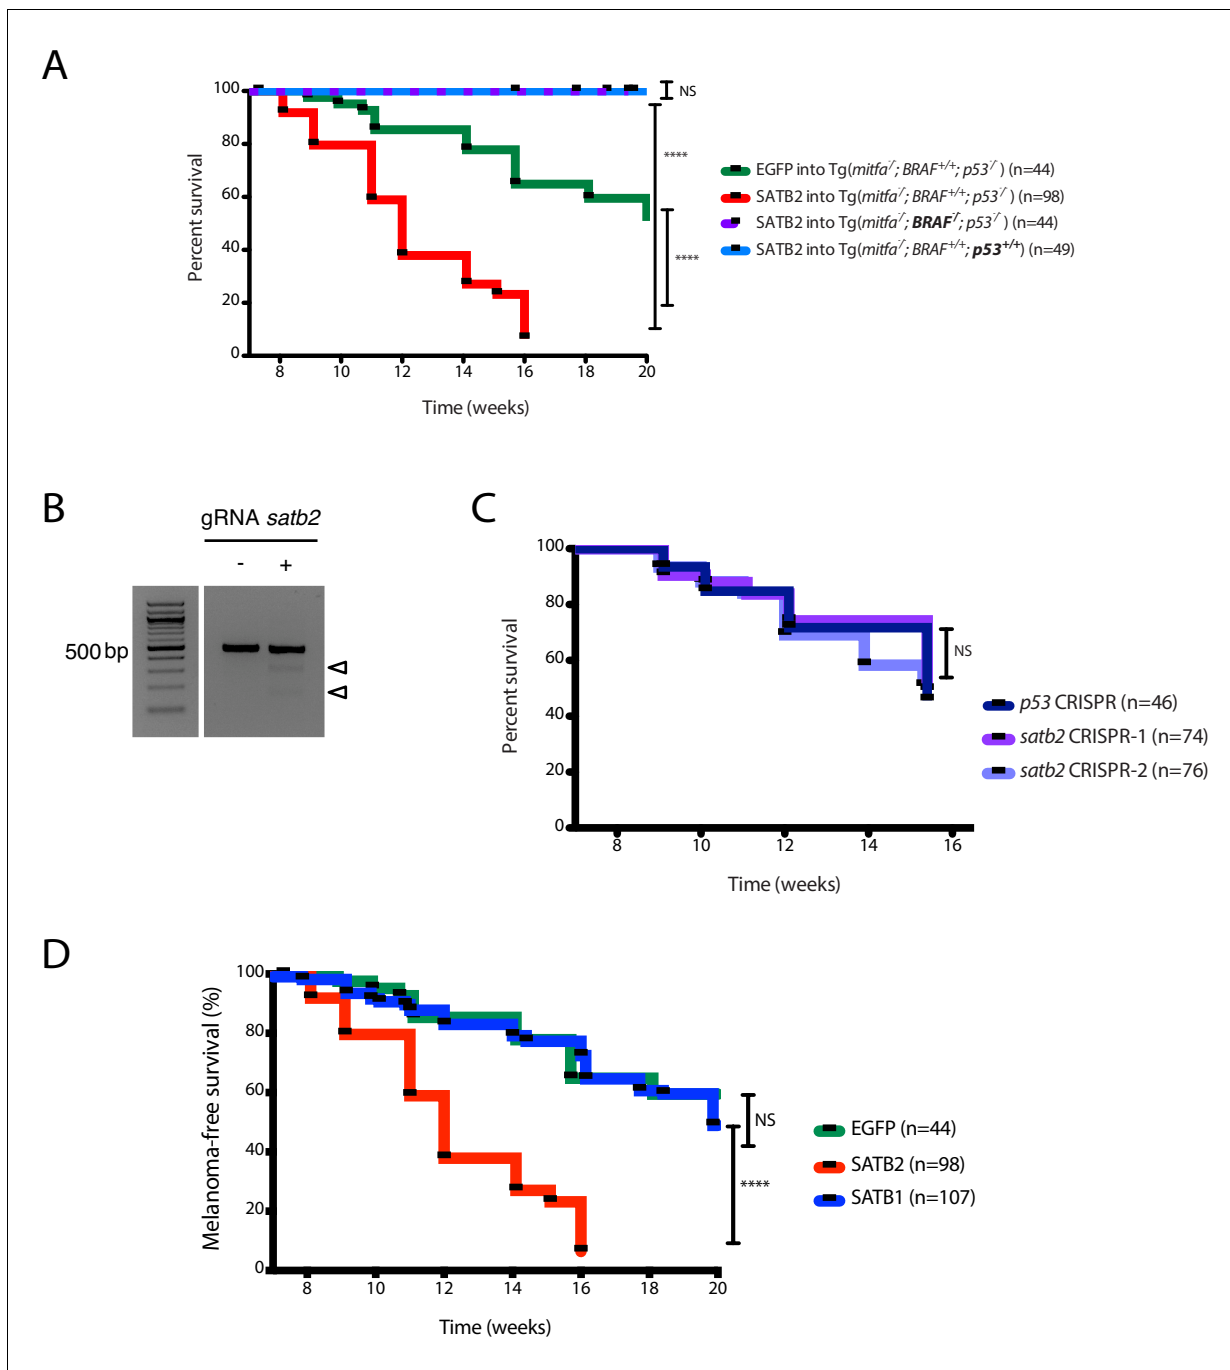 A
100
80
60
40
20
0
Percent survival
8 10 12 14 16 18 20
Time (weeks)
NS
****
****
EGFP into Tg(mitfa-/-; BRAF+/+; p53-/-) (n=44)
SATB2 into Tg(mitfa-/-; BRAF+/+; p53-/-) (n=98)
SATB2 into Tg(mitfa-/-; BRAF-/-; p53-/-) (n=44)
SATB2 into Tg(mitfa-/-; BRAF+/+; p53+/+) (n=49)
B
gRNA satb2
- +
500 bp
C
100
80
60
40
20
0
Percent survival
8 10 12 14 16
Time (weeks)
NS
p53 CRISPR (n=46)
satb2 CRISPR-1 (n=74)
satb2 CRISPR-2 (n=76)
D
100
80
60
40
20
0
Melanoma-free survival (%)
8 10 12 14 16 18 20
Time (weeks)
NS
****
EGFP (n=44)
SATB2 (n=98)
SATB1 (n=107)